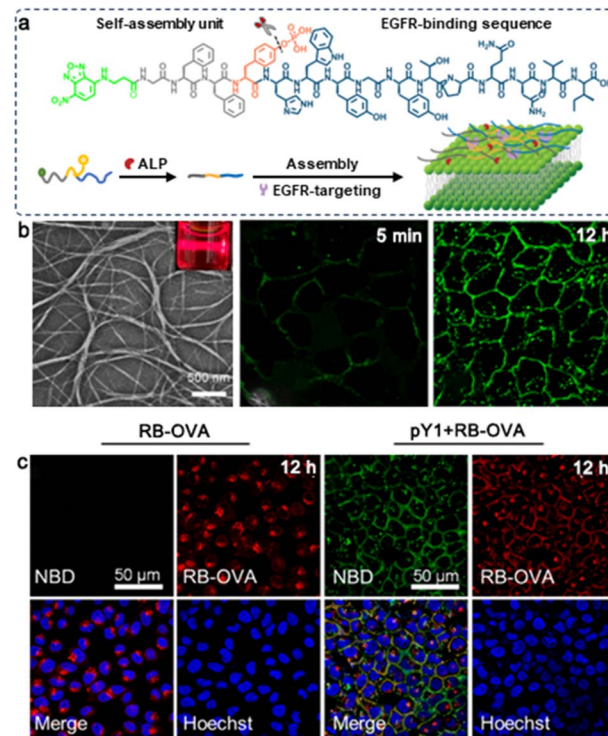 a
Self-assembly unit
EGFR-binding sequence
ALP
Assembly
EGFR-targeting
b
500 nm
5 min
12 h
RB-OVA
pY1+RB-OVA
c
12 h
12 h
NBD
50 µm
RB-OVA
NBD
50 µm
RB-OVA
Merge
Hoechst
Merge
Hoechst